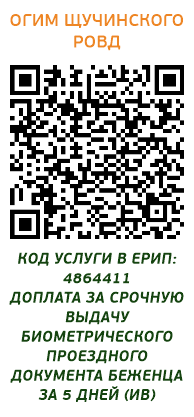 ОГИМ ЩУЧИНСКОГО
РОВД
КОД УСЛУГИ В ЕРИП:
4864411
ДОПЛАТА ЗА СРОЧНУЮ
ВЫДАЧУ
БИОМЕТРИЧЕСКОГО
ПРОЕЗДНОГО
ДОКУМЕНТА БЕЖЕНЦА
ЗА 5 ДНЕЙ (ИВ)